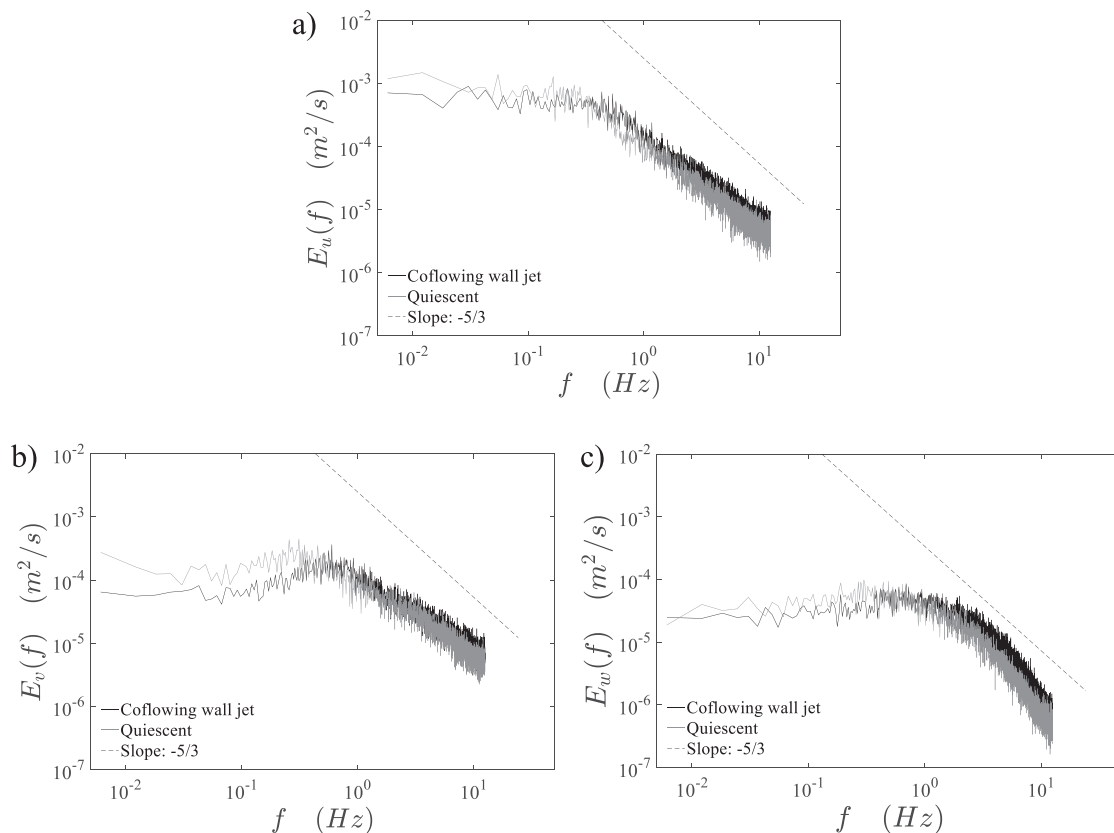 a)
10^-2
10^-3
10^-4
10^-5
10^-6
10^-7
E_u(f) (m^2/s)
Coflowing wall jet
Quiescent
Slope: -5/3
10^-2 10^-1 10^0 10^1
f (Hz)
b)
10^-2
10^-3
10^-4
10^-5
10^-6
10^-7
E_v(f) (m^2/s)
Coflowing wall jet
Quiescent
Slope: -5/3
10^-2 10^-1 10^0 10^1
f (Hz)
c)
10^-2
10^-3
10^-4
10^-5
10^-6
10^-7
E_w(f) (m^2/s)
Coflowing wall jet
Quiescent
Slope: -5/3
10^-2 10^-1 10^0 10^1
f (Hz)